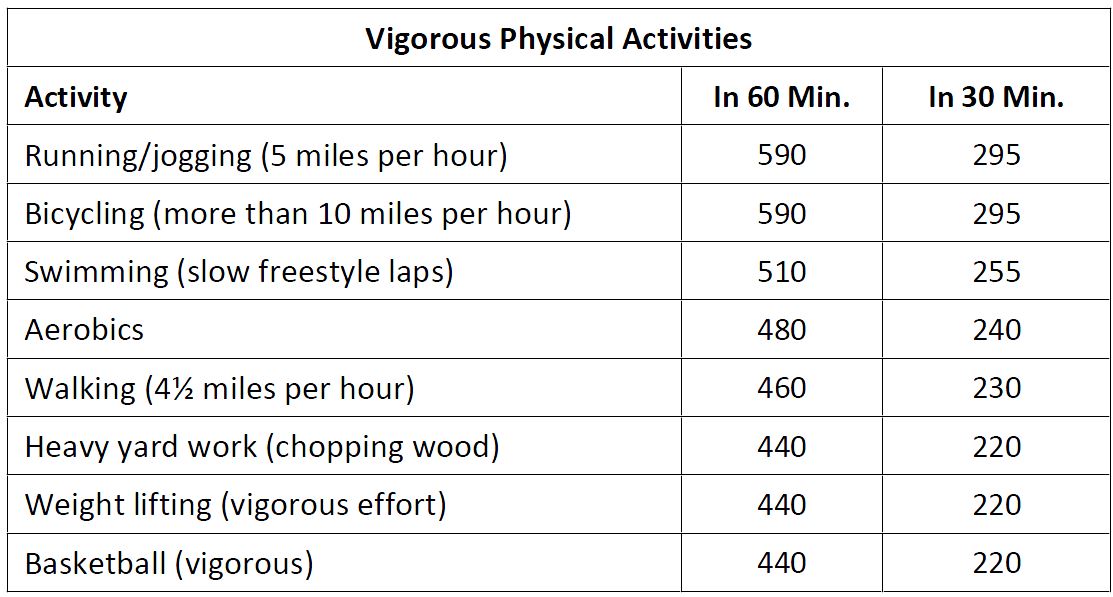 Vigorous Physical Activities
Activity In 60 Min. In 30 Min.
Running/jogging (5 miles per hour) 590 295
Bicycling (more than 10 miles per hour) 590 295
Swimming (slow freestyle laps) 510 255
Aerobics 480 240
Walking (4½ miles per hour) 460 230
Heavy yard work (chopping wood) 440 220
Weight lifting (vigorous effort) 440 220
Basketball (vigorous) 440 220